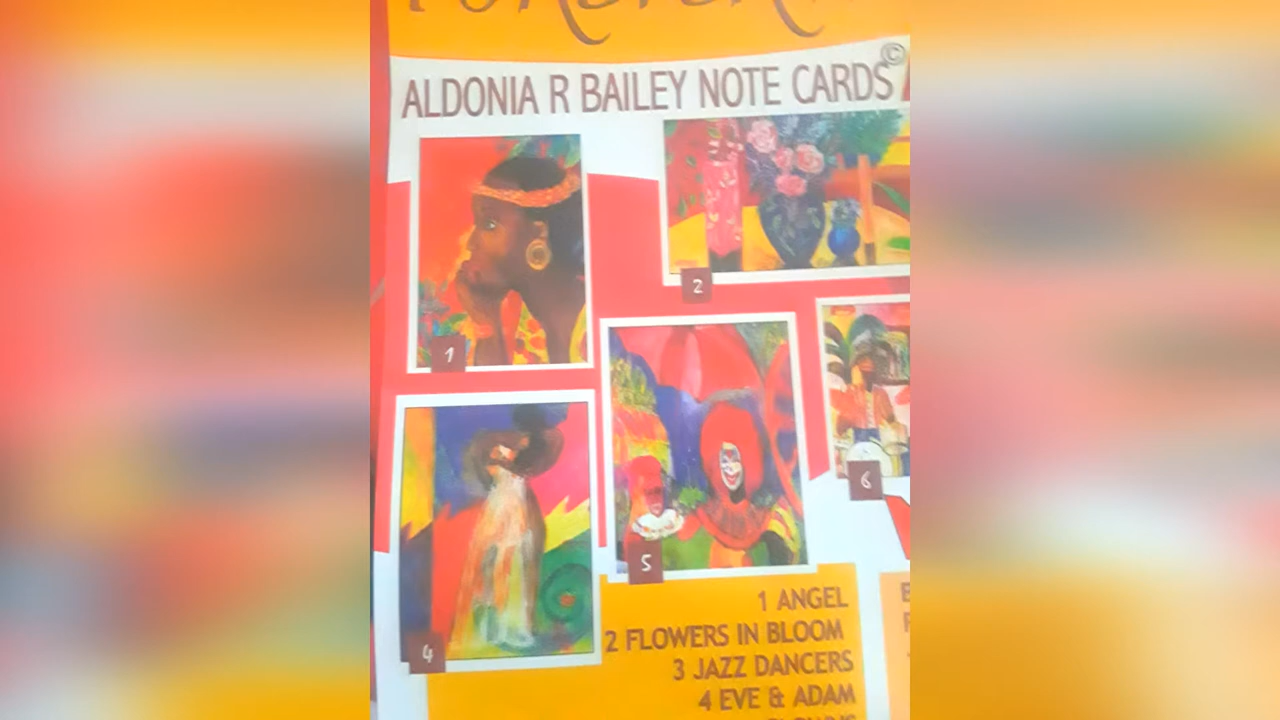 ALDONIA R BAILEY NOTE CARDS ©
1
2
4
5
6
1 ANGEL
2 FLOWERS IN BLOOM
3 JAZZ DANCERS
4 EVE & ADAM